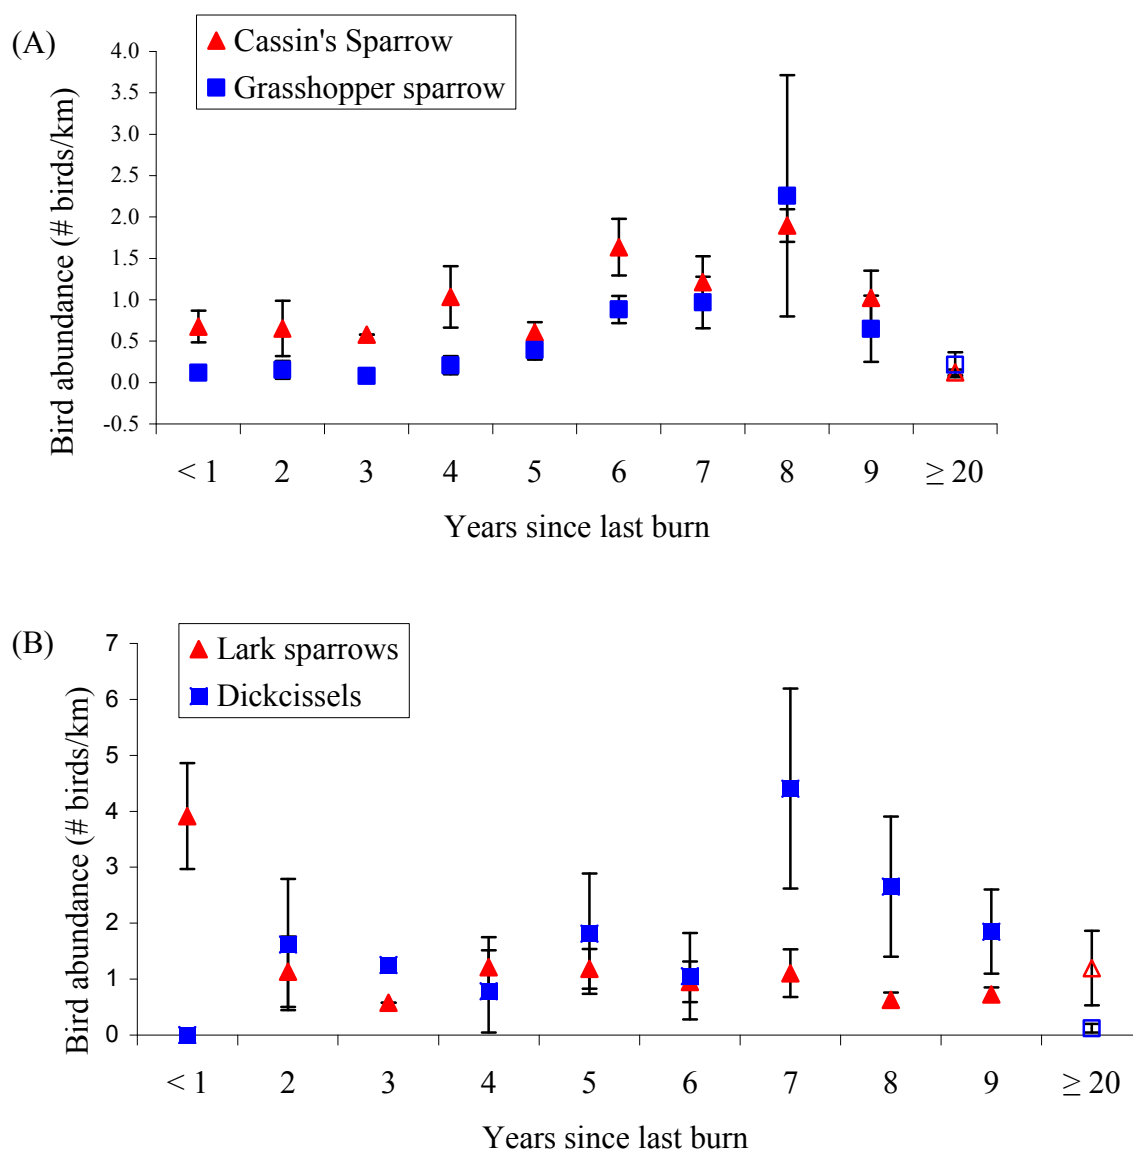 (A)
Cassin's Sparrow
Grasshopper sparrow
Bird abundance (# birds/km)
4.0
3.5
3.0
2.5
2.0
1.5
1.0
0.5
0.0
-0.5
< 1 2 3 4 5 6 7 8 9 ≥ 20
Years since last burn
(B)
Lark sparrows
Dickcissels
Bird abundance (# birds/km)
7
6
5
4
3
2
1
0
< 1 2 3 4 5 6 7 8 9 ≥ 20
Years since last burn